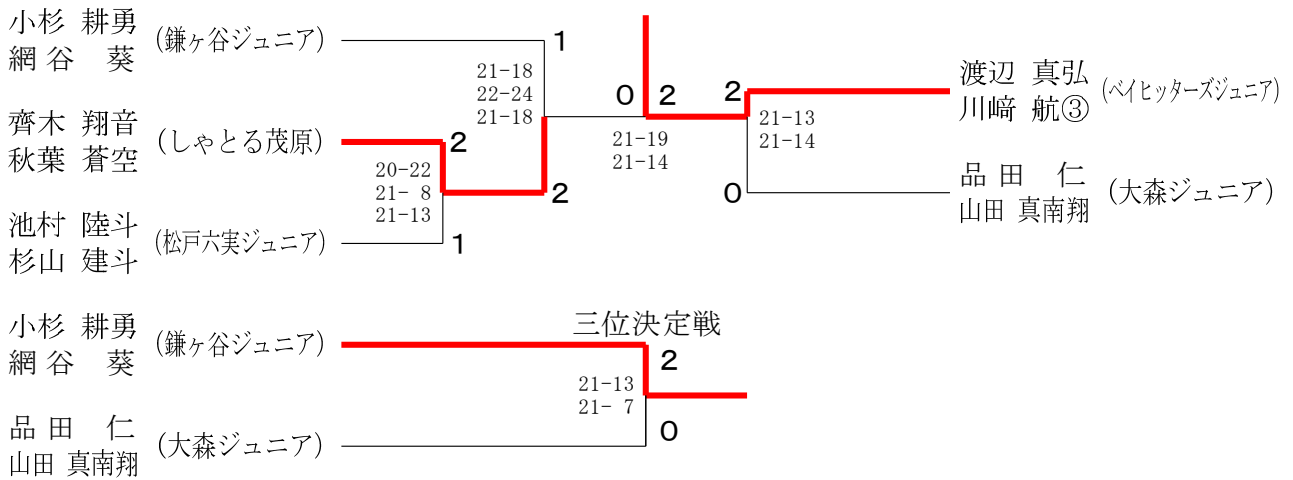 小杉 耕勇
網谷 葵
(鎌ヶ谷ジュニア)
1
21-18
22-24
21-18
齊木 翔音
秋葉 蒼空
(しゃとる茂原)
2
20-22
21- 8
21-13
2
池村 陸斗
杉山 建斗
(松戸六実ジュニア)
1
0
2
21-19
21-14
2
21-13
21-14
0
渡辺 真弘
川﨑 航③
(ベイヒッターズジュニア)
品田 仁
山田 真南翔
(大森ジュニア)
三位決定戦
小杉 耕勇
網谷 葵
(鎌ヶ谷ジュニア)
2
21-13
21- 7
0
品田 仁
山田 真南翔
(大森ジュニア)